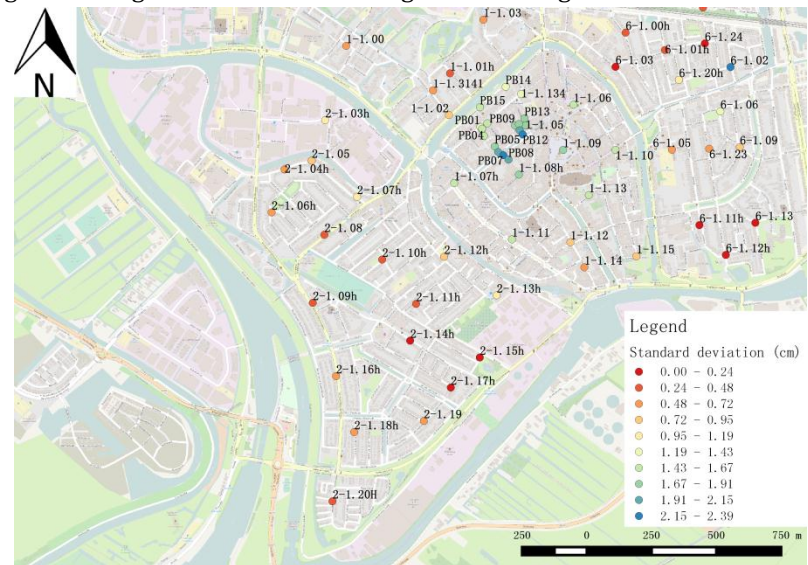 N
1-1.03
1-1.00
6-1.00h
6-1.24
6-1.01h
6-1.03
6-1.02
1-1.01h
1-1.3141
6-1.20h
PB14
1-1.134
1-1.06
PB15
1-1.02
2-1.03h
PB01
PB09
PB13
1-1.05
6-1.06
PB04
PB05
PB12
1-1.09
1-1.10
6-1.05
6-1.23
6-1.09
2-1.05
2-1.04h
PB07
PB08
1-1.08h
1-1.07h
2-1.07h
1-1.13
2-1.06h
6-1.11h
6-1.13
2-1.08
1-1.11
1-1.12
2-1.10h
2-1.12h
1-1.15
6-1.12h
1-1.14
2-1.09h
2-1.11h
2-1.13h
2-1.14h
2-1.15h
2-1.16h
2-1.17h
2-1.19
2-1.18h
2-1.20H
Legend
Standard deviation (cm)
0.00 - 0.24
0.24 - 0.48
0.48 - 0.72
0.72 - 0.95
0.95 - 1.19
1.19 - 1.43
1.43 - 1.67
1.67 - 1.91
1.91 - 2.15
2.15 - 2.39
250 0 250 500 750 m